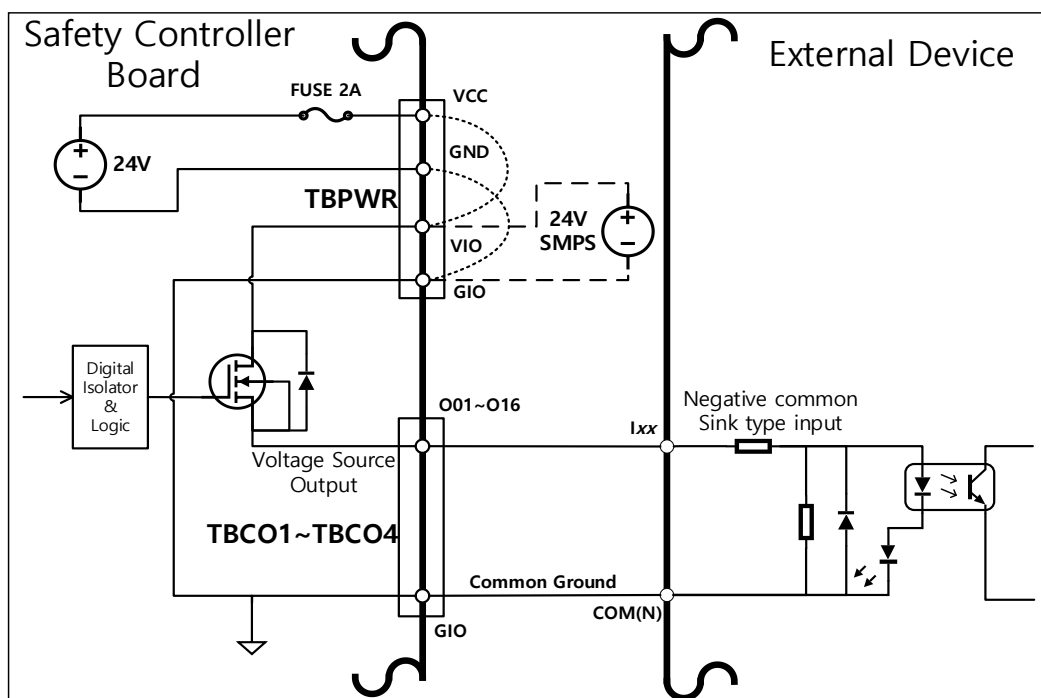 Safety Controller
Board
External Device
FUSE 2A
VCC
+
24V
−
GND
TBPWR
24V
SMPS
+
−
VIO
GIO
Digital
Isolator
&
Logic
O01~O16
Voltage Source
Output
TBCO1~TBCO4
Ixx
Negative common
Sink type input
Common Ground
COM(N)
GIO